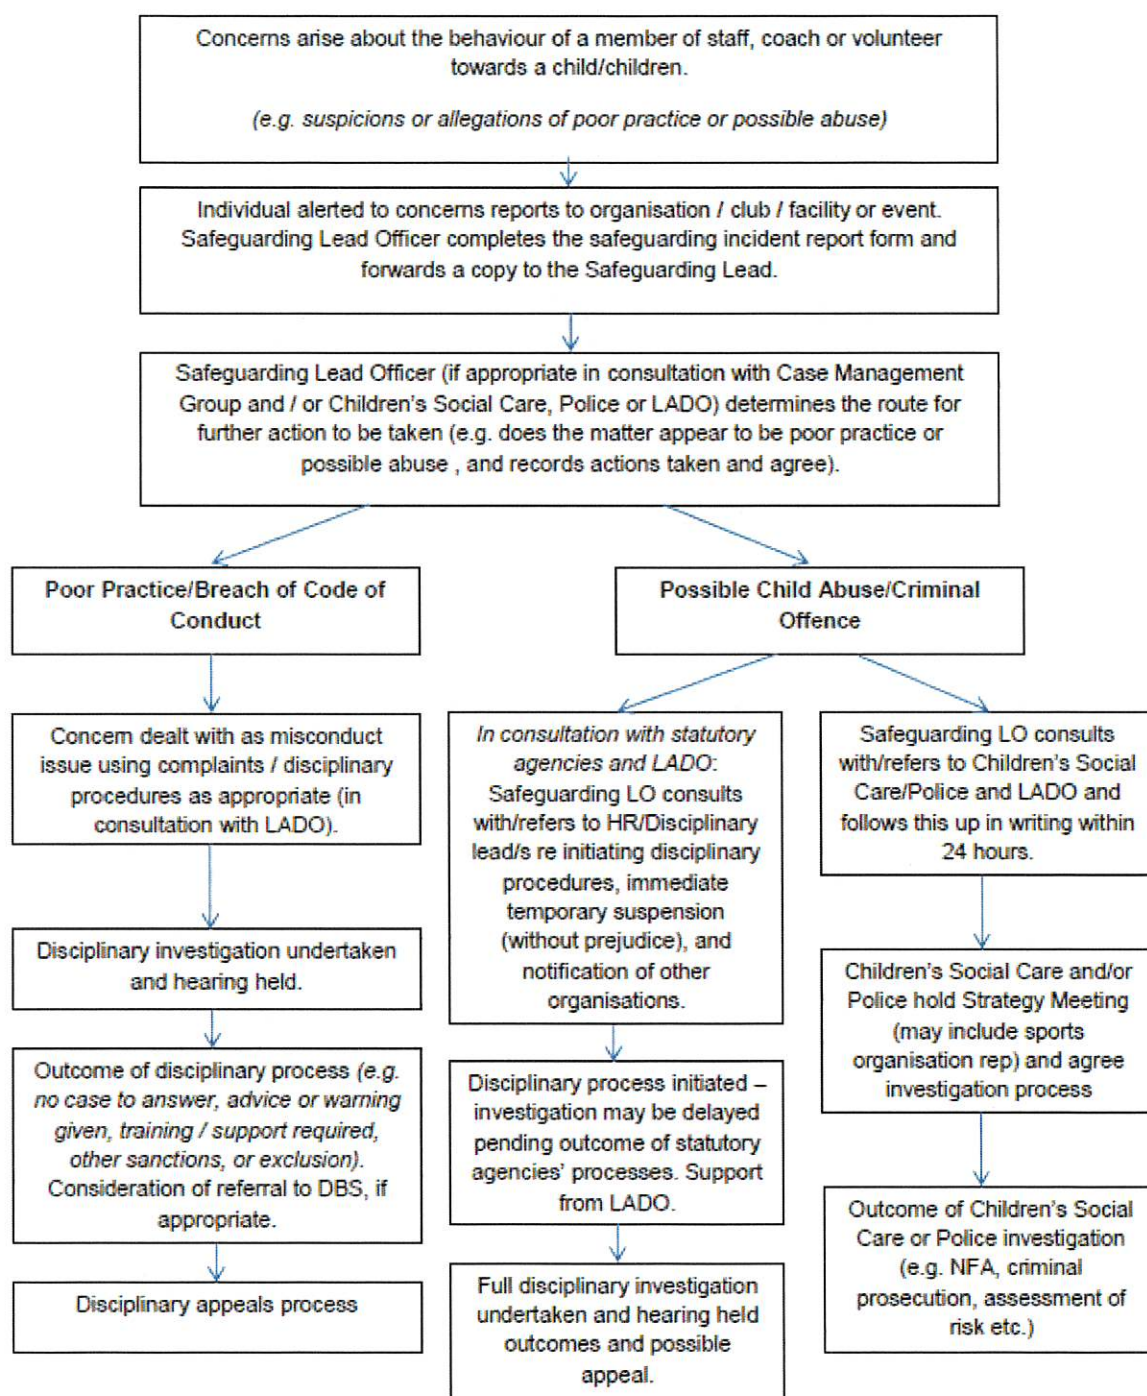 Concerns arise about the behaviour of a member of staff, coach or volunteer
towards a child/children.
(e.g. suspicions or allegations of poor practice or possible abuse)
Individual alerted to concerns reports to organisation / club / facility or event.
Safeguarding Lead Officer completes the safeguarding incident report form and
forwards a copy to the Safeguarding Lead.
Safeguarding Lead Officer (if appropriate in consultation with Case Management
Group and / or Children's Social Care, Police or LADO) determines the route for
further action to be taken (e.g. does the matter appear to be poor practice or
possible abuse , and records actions taken and agree).
Poor Practice/Breach of Code of
Conduct
Concern dealt with as misconduct
issue using complaints / disciplinary
procedures as appropriate (in
consultation with LADO).
Disciplinary investigation undertaken
and hearing held.
Outcome of disciplinary process (e.g.
no case to answer, advice or warning
given, training / support required,
other sanctions, or exclusion).
Consideration of referral to DBS, if
appropriate.
Disciplinary appeals process
Possible Child Abuse/Criminal
Offence
In consultation with statutory
agencies and LADO:
Safeguarding LO consults
with/refers to HR/Disciplinary
lead/s re initiating disciplinary
procedures, immediate
temporary suspension
(without prejudice), and
notification of other
organisations.
Disciplinary process initiated –
investigation may be delayed
pending outcome of statutory
agencies' processes. Support
from LADO.
Full disciplinary investigation
undertaken and hearing held
outcomes and possible
appeal.
Safeguarding LO consults
with/refers to Children's Social
Care/Police and LADO and
follows this up in writing within
24 hours.
Children's Social Care and/or
Police hold Strategy Meeting
(may include sports
organisation rep) and agree
investigation process
Outcome of Children's Social
Care or Police investigation
(e.g. NFA, criminal
prosecution, assessment of
risk etc.)